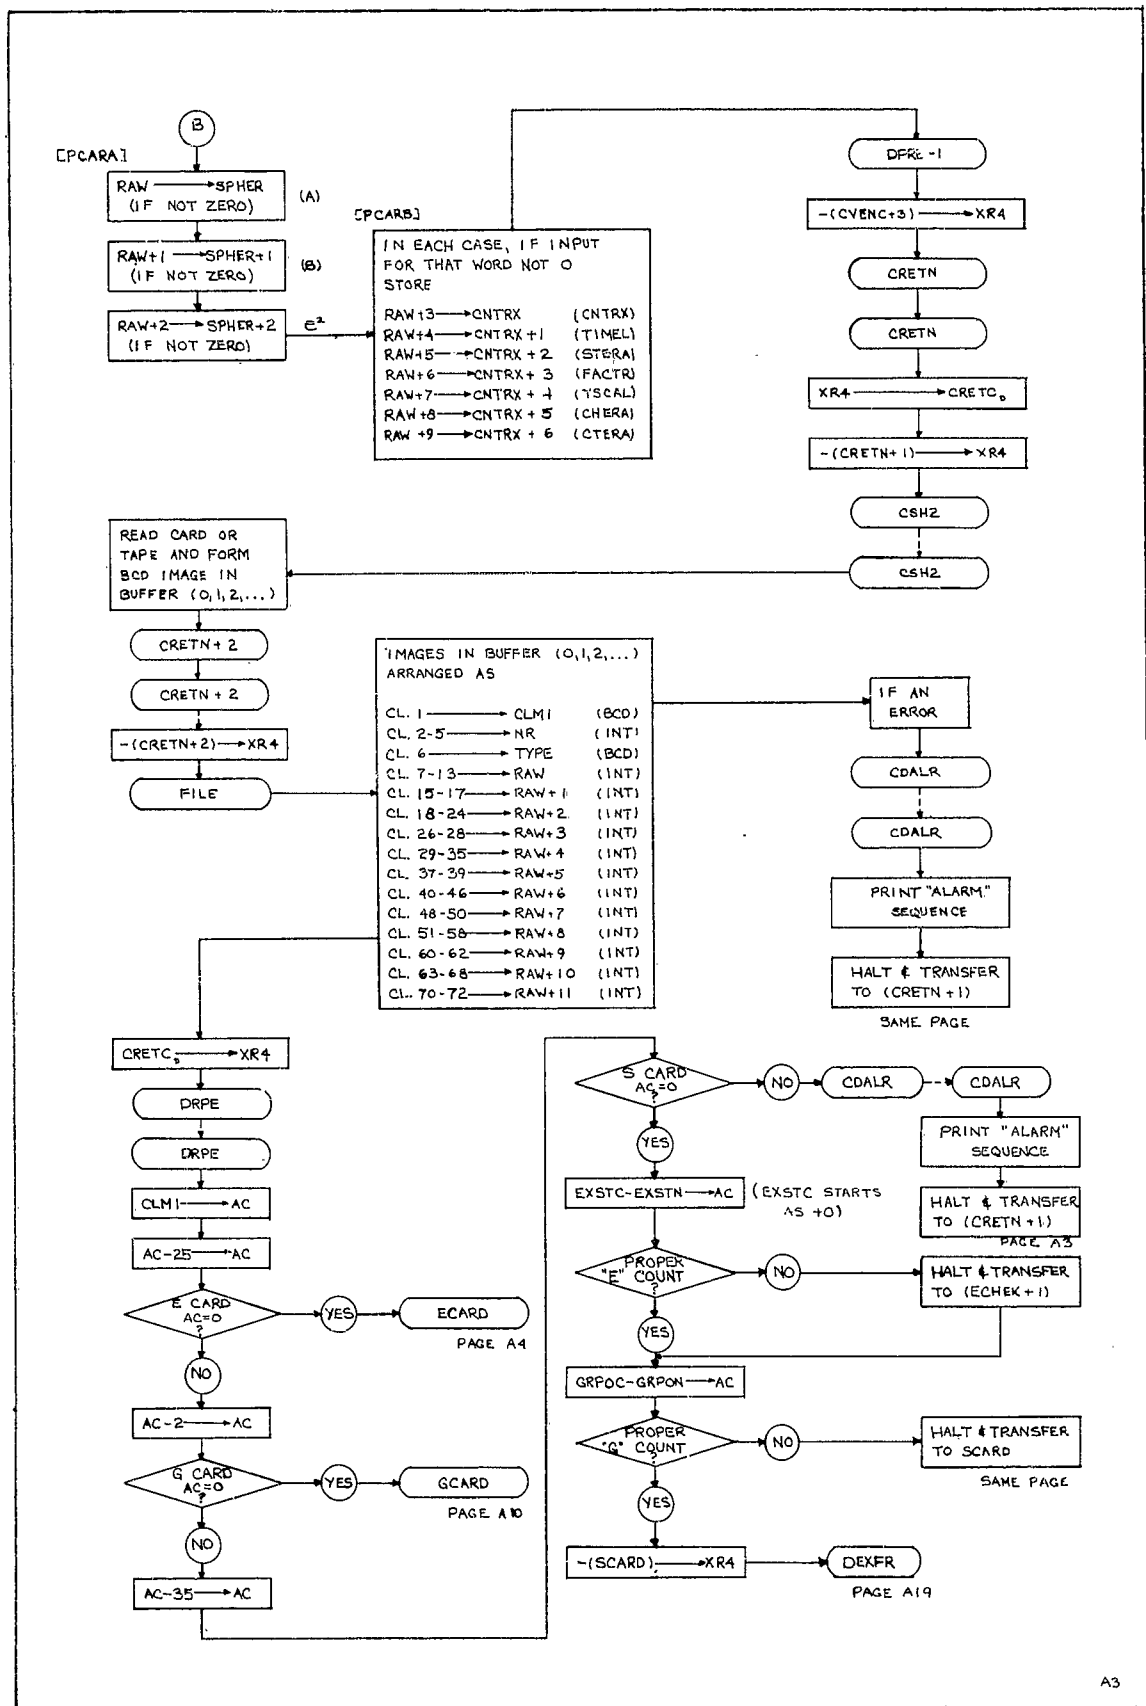 B
[PCARA]
RAW → SPHER
(IF NOT ZERO)
(A)
RAW+1 → SPHER+1
(IF NOT ZERO)
(B)
RAW+2 → SPHER+2
(IF NOT ZERO)
e²
[PCARB]
IN EACH CASE, IF INPUT
FOR THAT WORD NOT 0
STORE
RAW+3 → CNTRX (CNTRX)
RAW+4 → CNTRX+1 (TIMEL)
RAW+5 → CNTRX+2 (STERA)
RAW+6 → CNTRX+3 (FACTR)
RAW+7 → CNTRX+4 (TSCAL)
RAW+8 → CNTRX+5 (CHERA)
RAW+9 → CNTRX+6 (CTERA)
DPRE-1
-(CVENC+3) → XR4
CRETN
CRETN
XR4 → CRETC_D
-(CRETN+1) → XR4
CSH2
CSH2
READ CARD OR
TAPE AND FORM
BCD IMAGE IN
BUFFER (0,1,2,...)
CRETN+2
CRETN+2
-(CRETN+2) → XR4
FILE
IMAGES IN BUFFER (0,1,2,...)
ARRANGED AS
CL. 1 → CLM1 (BCD)
CL. 2-5 → NR (INT)
CL. 6 → TYPE (BCD)
CL. 7-13 → RAW (INT)
CL. 15-17 → RAW+1 (INT)
CL. 18-24 → RAW+2 (INT)
CL. 26-28 → RAW+3 (INT)
CL. 29-35 → RAW+4 (INT)
CL. 37-39 → RAW+5 (INT)
CL. 40-46 → RAW+6 (INT)
CL. 48-50 → RAW+7 (INT)
CL. 51-58 → RAW+8 (INT)
CL. 60-62 → RAW+9 (INT)
CL. 63-68 → RAW+10 (INT)
CL. 70-72 → RAW+11 (INT)
IF AN
ERROR
CDALR
CDALR
PRINT "ALARM"
SEQUENCE
HALT & TRANSFER
TO (CRETN+1)
SAME PAGE
CRETC_D → XR4
DRPE
DRPE
CLM1 → AC
AC-25 → AC
E CARD
AC=0
?
YES
ECARD
PAGE A4
NO
AC-2 → AC
G CARD
AC=0
?
YES
GCARD
PAGE A10
NO
AC-35 → AC
S CARD
AC=0
?
NO
CDALR
CDALR
PRINT "ALARM"
SEQUENCE
HALT & TRANSFER
TO (CRETN+1)
PAGE A3
YES
EXSTC-EXSTN → AC
(EXSTC STARTS
AS +0)
PROPER
"E" COUNT
?
NO
HALT & TRANSFER
TO (ECHEK+1)
YES
GRPOC-GRPON → AC
PROPER
"G" COUNT
?
NO
HALT & TRANSFER
TO SCARD
SAME PAGE
YES
-(SCARD) → XR4
DEXFR
PAGE A19
A3